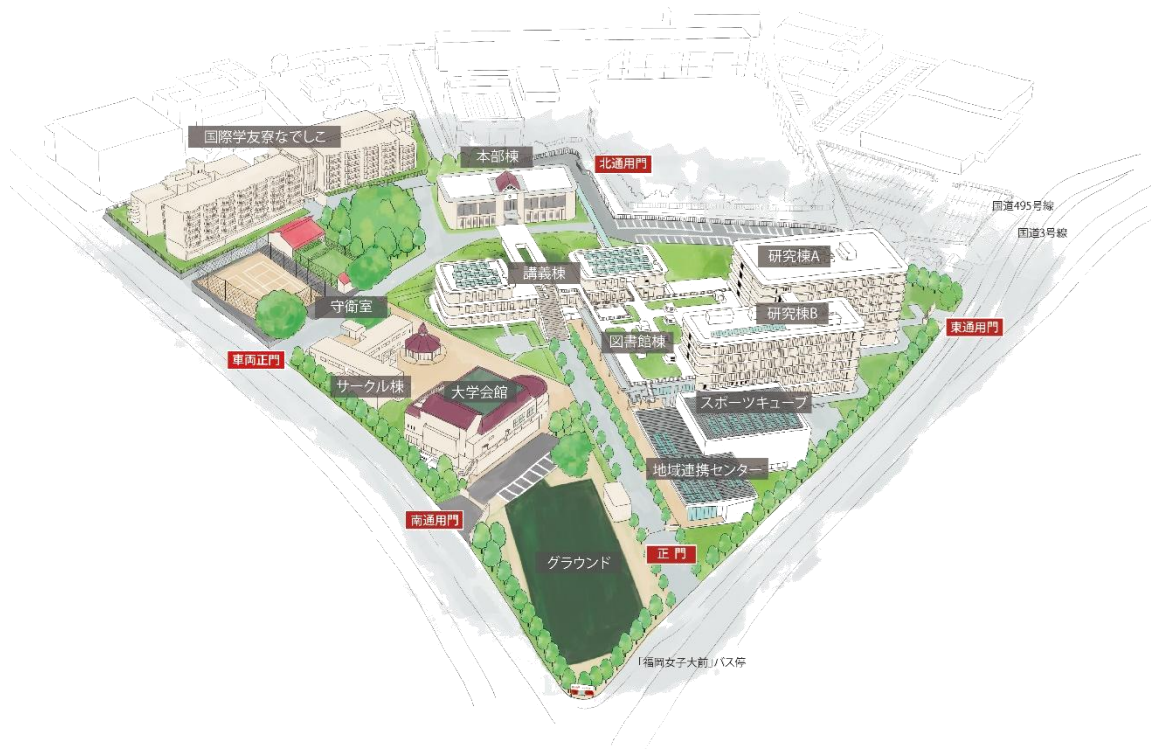 国際学友寮なでしこ
本部棟
北通用門
国道495号線
国道3号線
研究棟A
講義棟
守衛室
研究棟B
東通用門
図書館棟
車両正門
サークル棟
大学会館
スポーツキューブ
地域連携センター
南通用門
正門
グラウンド
「福岡女子大前」バス停